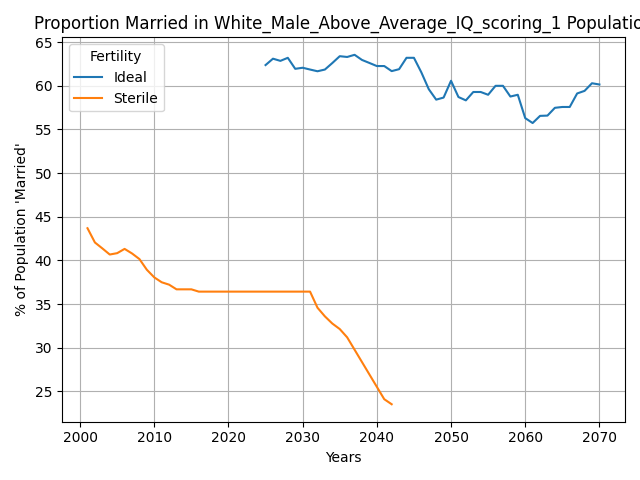 Proportion Married in White_Male_Above_Average_IQ_scoring_1 Populatio
Fertility
Ideal
Sterile
65
60
55
50
45
40
35
30
25
% of Population 'Married'
2000 2010 2020 2030 2040 2050 2060 2070
Years